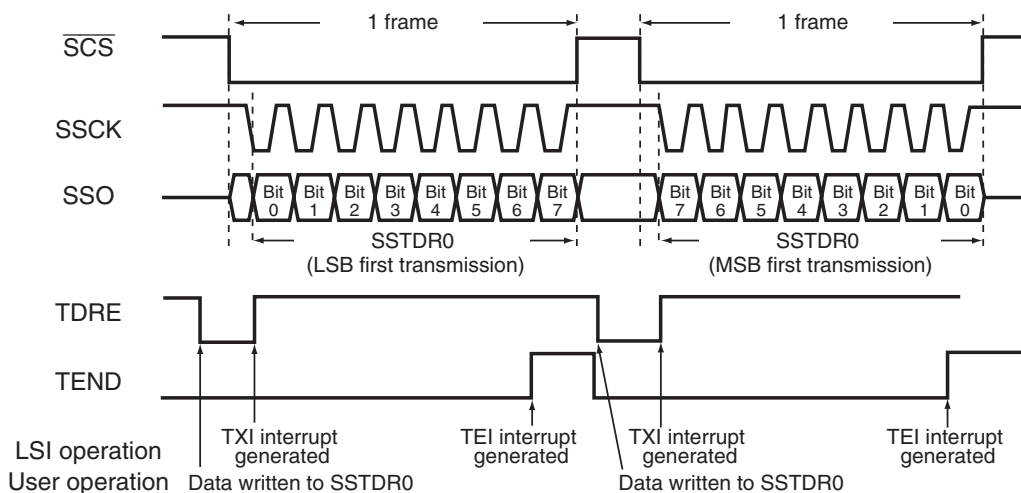 1 frame
1 frame
SCS
SSCK
SSO
Bit 0
Bit 1
Bit 2
Bit 3
Bit 4
Bit 5
Bit 6
Bit 7
Bit 7
Bit 6
Bit 5
Bit 4
Bit 3
Bit 2
Bit 1
Bit 0
SSTDR0
(LSB first transmission)
SSTDR0
(MSB first transmission)
TDRE
TEND
LSI operation
TXI interrupt
generated
TEI interrupt
generated
TXI interrupt
generated
TEI interrupt
generated
User operation
Data written to SSTDR0
Data written to SSTDR0